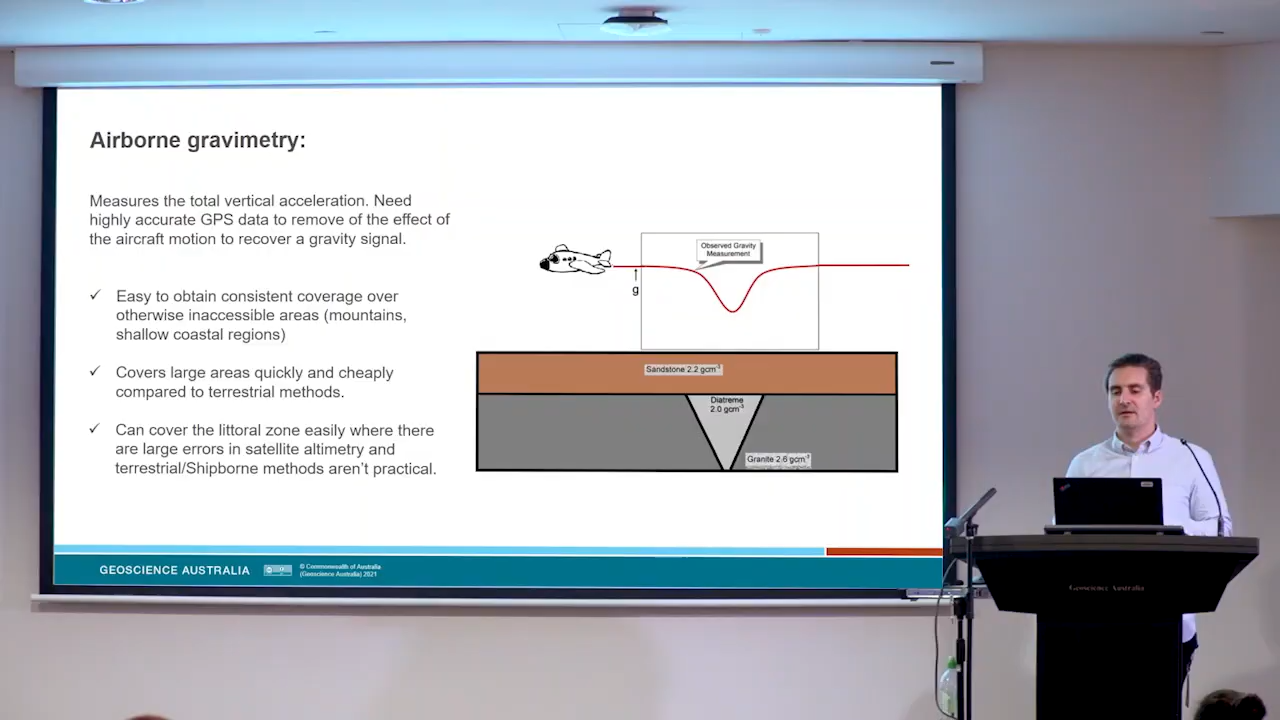 Airborne gravimetry:
Measures the total vertical acceleration. Need
highly accurate GPS data to remove of the effect of
the aircraft motion to recover a gravity signal.
✓ Easy to obtain consistent coverage over
otherwise inaccessible areas (mountains,
shallow coastal regions)
✓ Covers large areas quickly and cheaply
compared to terrestrial methods.
✓ Can cover the littoral zone easily where there
are large errors in satellite altimetry and
terrestrial/Shipborne methods aren't practical.
Observed Gravity
Measurement
g
Sandstone 2.2 gcm⁻³
Diatreme
2.0 gcm⁻³
Granite 2.6 gcm⁻³
GEOSCIENCE AUSTRALIA
© Commonwealth of Australia
(Geoscience Australia) 2021
Geoscience Australia